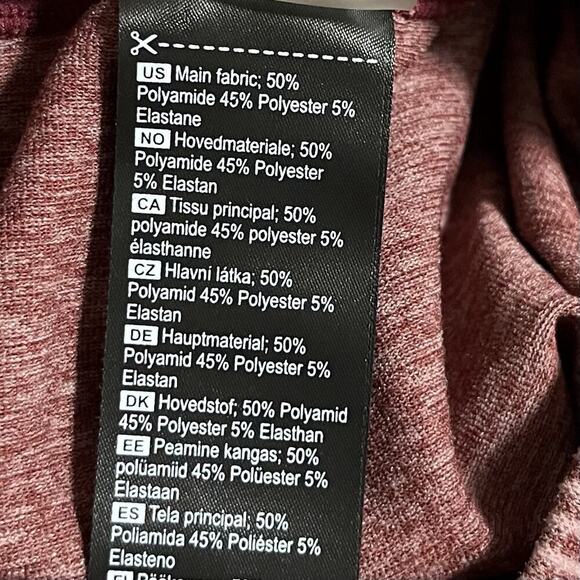 US Main fabric; 50%
Polyamide 45% Polyester 5%
Elastane
NO Hovedmateriale; 50%
Polyamide 45% Polyester
5% Elastan
CA Tissu principal; 50%
polyamide 45% polyester 5%
élasthanne
CZ Hlavní látka; 50%
Polyamid 45% Polyester 5%
Elastan
DE Hauptmaterial; 50%
Polyamid 45% Polyester 5%
Elastan
DK Hovedstof; 50% Polyamid
45% Polyester 5% Elasthan
EE Peamine kangas; 50%
polüamiid 45% Polüester 5%
Elastaan
ES Tela principal; 50%
Poliamida 45% Poliéster 5%
Elasteno